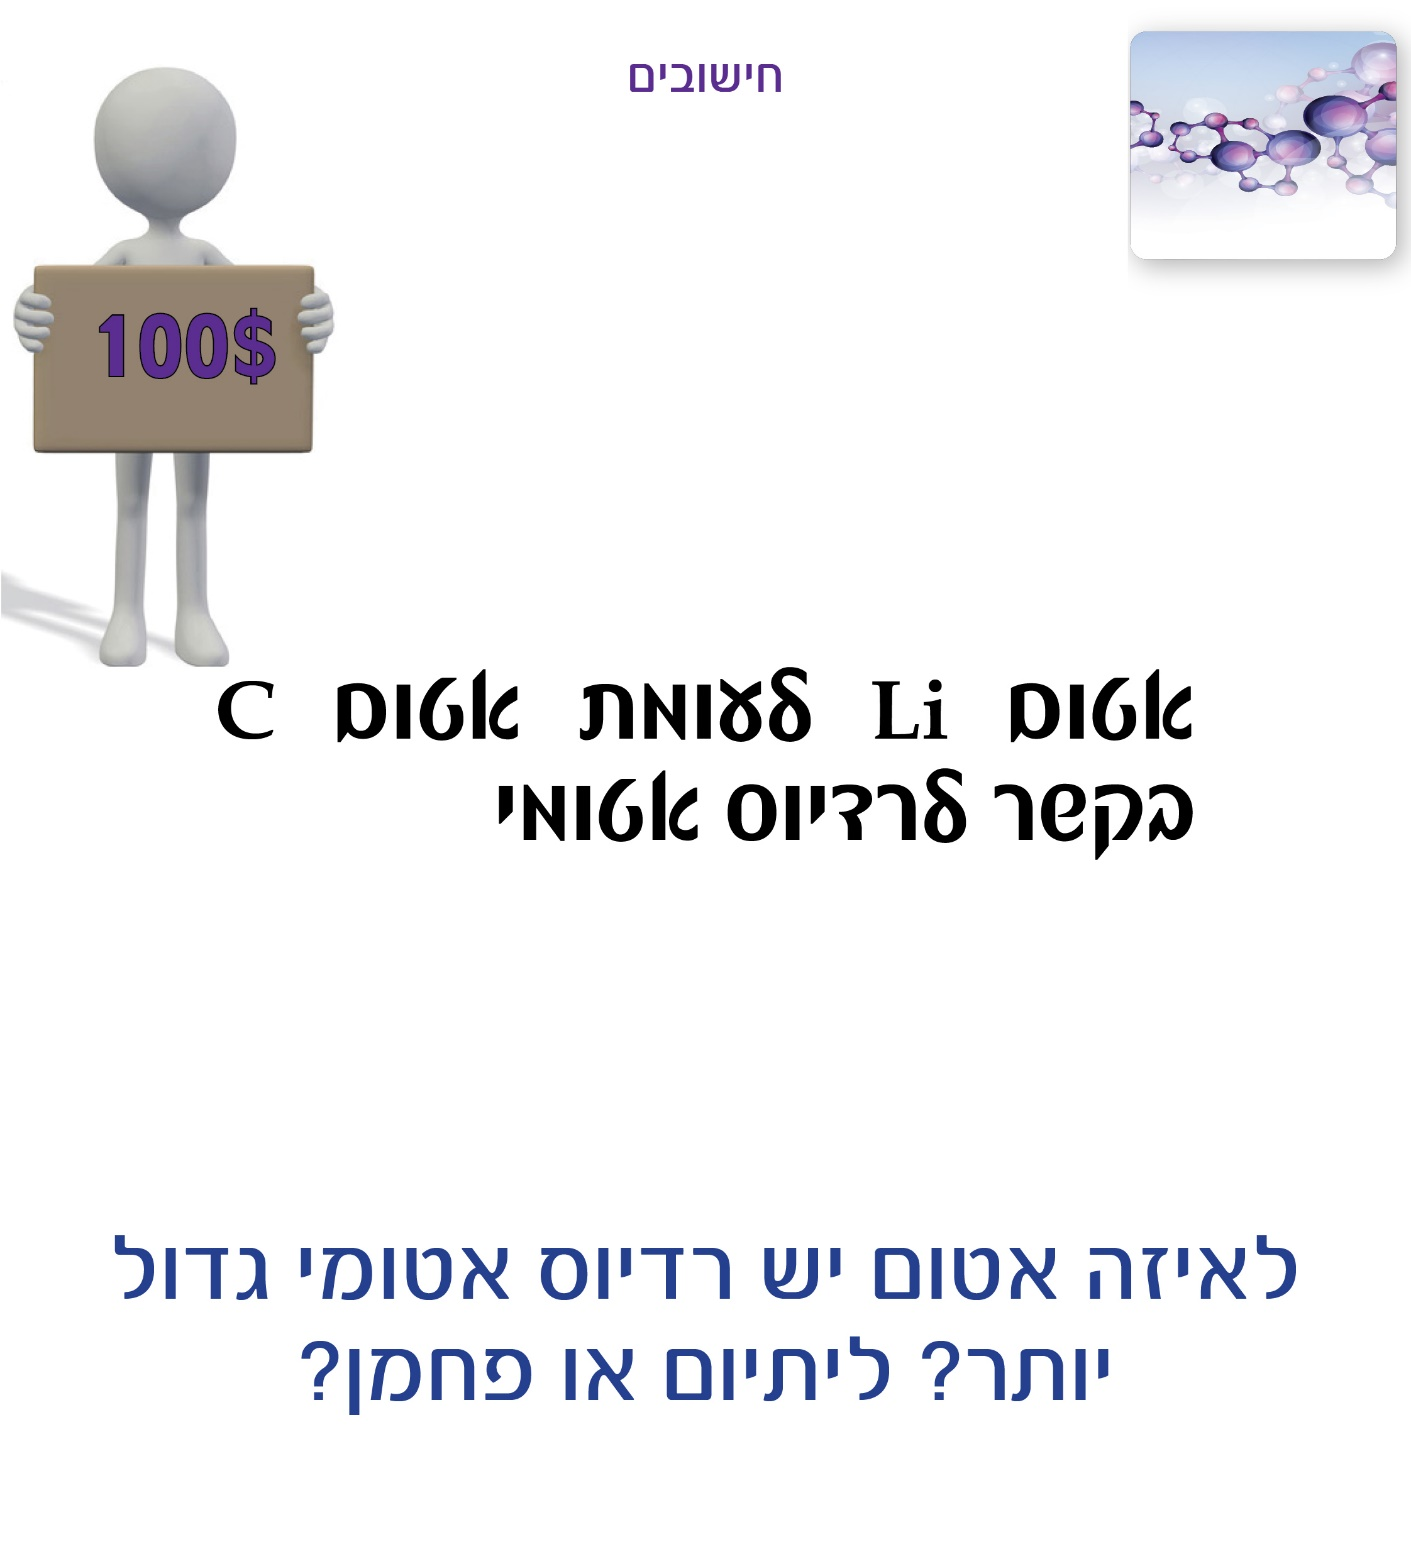 חישובים
100$
אטום Li לעומת אטום C
בקשר לרדיוס אטומי
לאיזה אטום יש רדיוס אטומי גדול
יותר? ליתיום או פחמן?